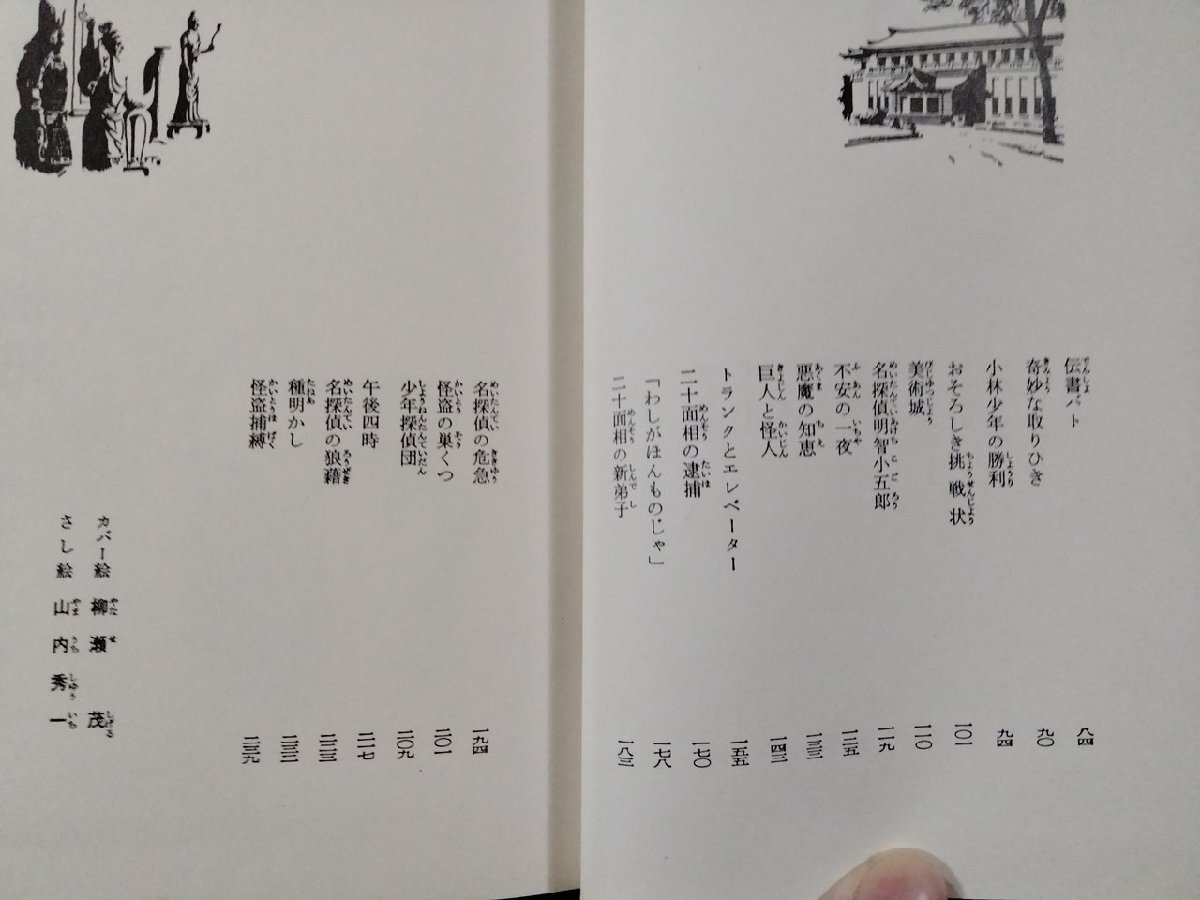 伝書バト 八四
奇妙な取りひき 九〇
小林少年の勝利 九四
おそろしき挑戦状 一〇一
美術城 一一〇
名探偵明智小五郎 一一九
不安の一夜 一二五
悪魔の知恵 一三三
巨人と怪人 一四三
トランクとエレベーター 一五五
二十面相の逮捕 一七〇
「わしがほんものじゃ」 一七八
二十面相の新弟子 一八三
名探偵の危急 一九四
怪盗の巣くつ 二〇一
少年探偵団 二〇九
午後四時 二一七
名探偵の狼藉 二二三
種明かし 二三二
怪盗捕縛 二三九
カバー絵 柳瀬 茂
さし絵 山内秀一